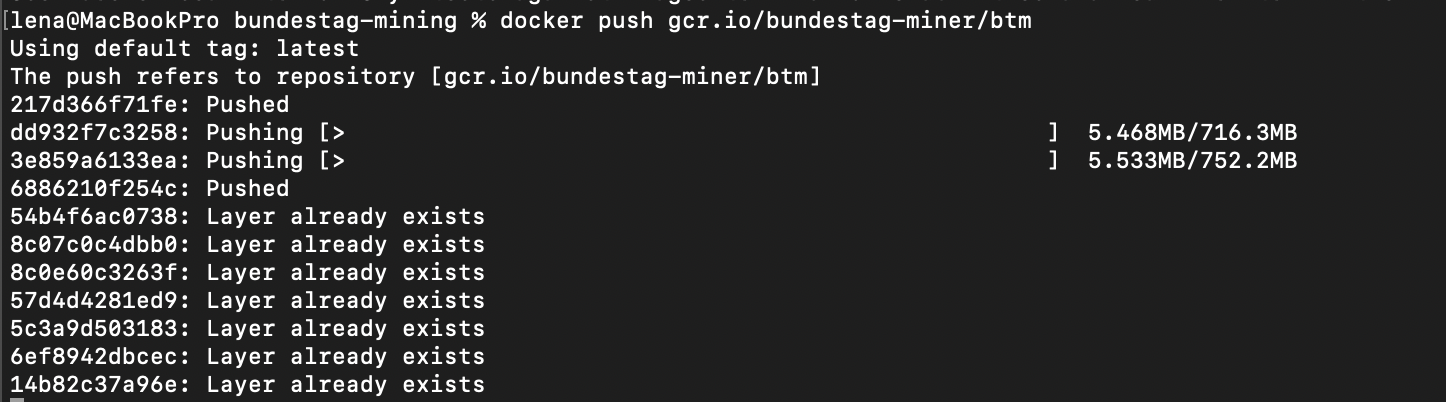 [lena@MacBookPro bundestag-mining % docker push gcr.io/bundestag-miner/btm
Using default tag: latest
The push refers to repository [gcr.io/bundestag-miner/btm]
217d366f71fe: Pushed
dd932f7c3258: Pushing [> ] 5.468MB/716.3MB
3e859a6133ea: Pushing [> ] 5.533MB/752.2MB
6886210f254c: Pushed
54b4f6ac0738: Layer already exists
8c07c0c4dbb0: Layer already exists
8c0e60c3263f: Layer already exists
57d4d4281ed9: Layer already exists
5c3a9d503183: Layer already exists
6ef8942dbcec: Layer already exists
14b82c37a96e: Layer already exists